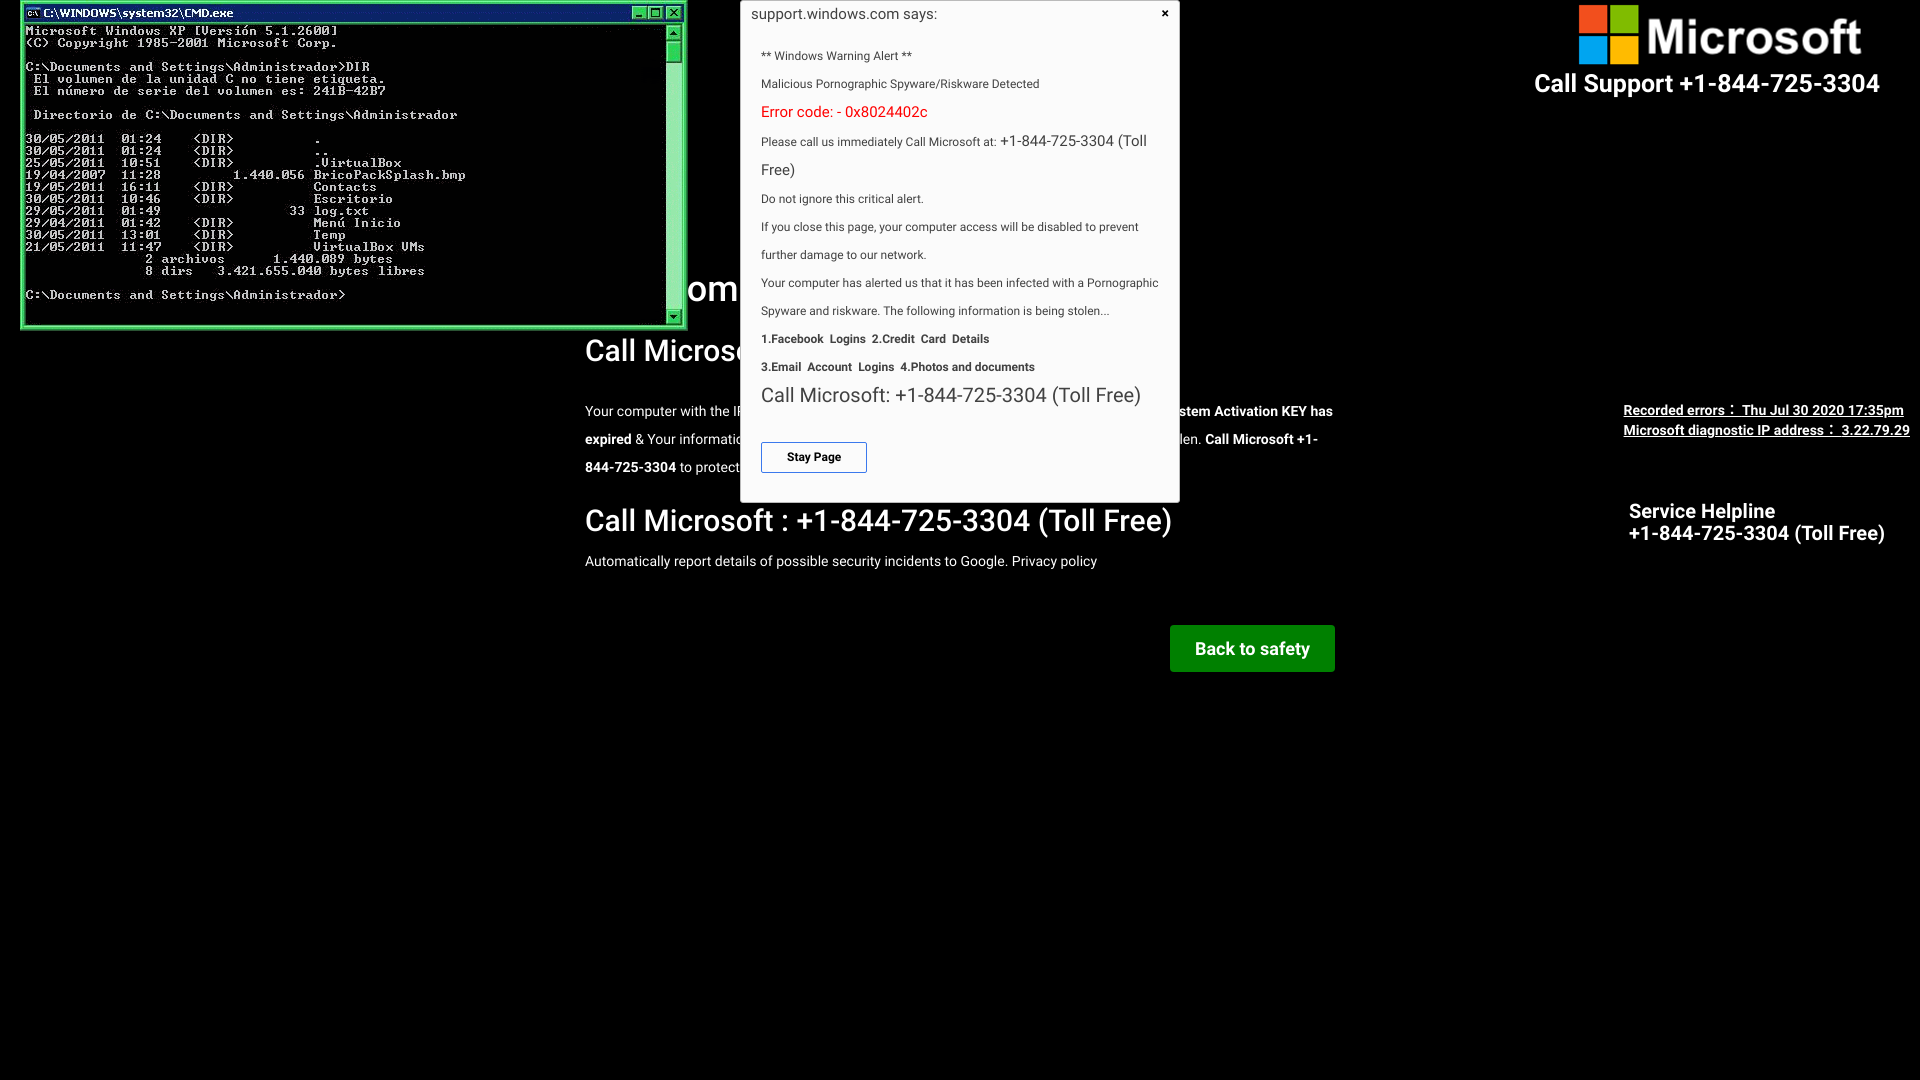 C:\WINDOWS\system32\CMD.exe
Microsoft Windows XP [Versión 5.1.2600]
(C) Copyright 1985-2001 Microsoft Corp.
C:\Documents and Settings\Administrador>DIR
El volumen de la unidad C no tiene etiqueta.
El número de serie del volumen es: 241B-42B7
Directorio de C:\Documents and Settings\Administrador
30/05/2011 01:24 <DIR> .
30/05/2011 01:24 <DIR> ..
25/05/2011 10:51 <DIR> .VirtualBox
19/04/2007 11:28 1.440.056 BricoPackSplash.bmp
19/05/2011 16:11 <DIR> Contacts
30/05/2011 10:46 <DIR> Escritorio
29/05/2011 01:49 33 log.txt
29/04/2011 01:42 <DIR> Menú Inicio
30/05/2011 13:01 <DIR> Temp
21/05/2011 11:47 <DIR> VirtualBox VMs
2 archivos 1.440.089 bytes
8 dirs 3.421.655.040 bytes libres
C:\Documents and Settings\Administrador>
support.windows.com says:
×
** Windows Warning Alert **
Malicious Pornographic Spyware/Riskware Detected
Error code: - 0x8024402c
Please call us immediately Call Microsoft at: +1-844-725-3304 (Toll
Free)
Do not ignore this critical alert.
If you close this page, your computer access will be disabled to prevent
further damage to our network.
Your computer has alerted us that it has been infected with a Pornographic
Spyware and riskware. The following information is being stolen...
1.Facebook Logins 2.Credit Card Details
3.Email Account Logins 4.Photos and documents
Call Microsoft: +1-844-725-3304 (Toll Free)
Stay Page
Microsoft
Call Support +1-844-725-3304
om
Call Micros
Your computer with the I
stem Activation KEY has
expired & Your informati
len. Call Microsoft +1-
844-725-3304 to protect
Call Microsoft : +1-844-725-3304 (Toll Free)
Automatically report details of possible security incidents to Google. Privacy policy
Back to safety
Recorded errors : Thu Jul 30 2020 17:35pm
Microsoft diagnostic IP address : 3.22.79.29
Service Helpline
+1-844-725-3304 (Toll Free)